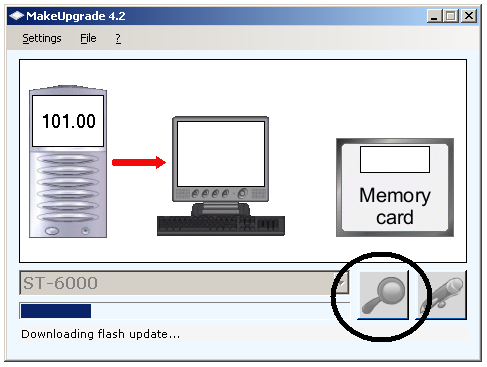 MakeUpgrade 4.2
Settings File ?
101.00
Memory
card
ST-6000
Downloading flash update...